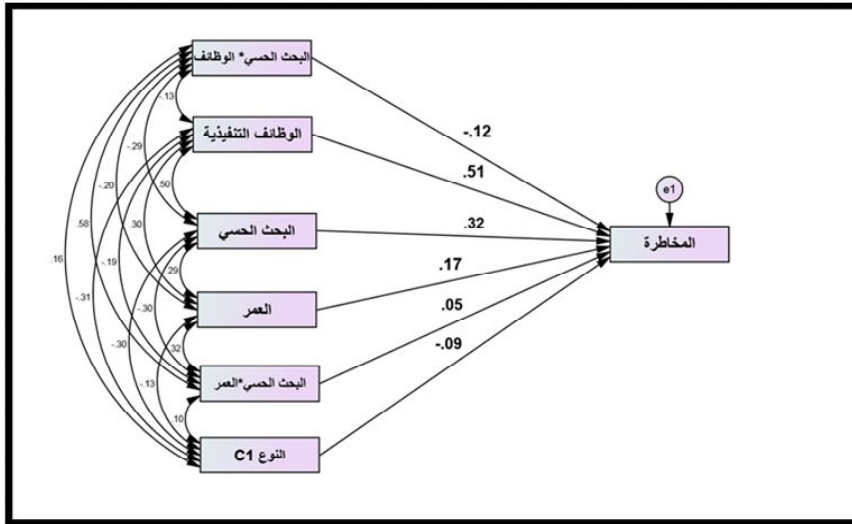 البحث الحسي* الوظائف
-.12
-.13
الوظائف التنفيذية
.51
e1
-.29
.50
-.20
.32
البحث الحسي
المخاطرة
.58
.30
.17
.16
-.19
.29
العمر
.05
-.31
-.30
-.09
-.30
.32
البحث الحسي*العمر
-.13
.10
النوع C1